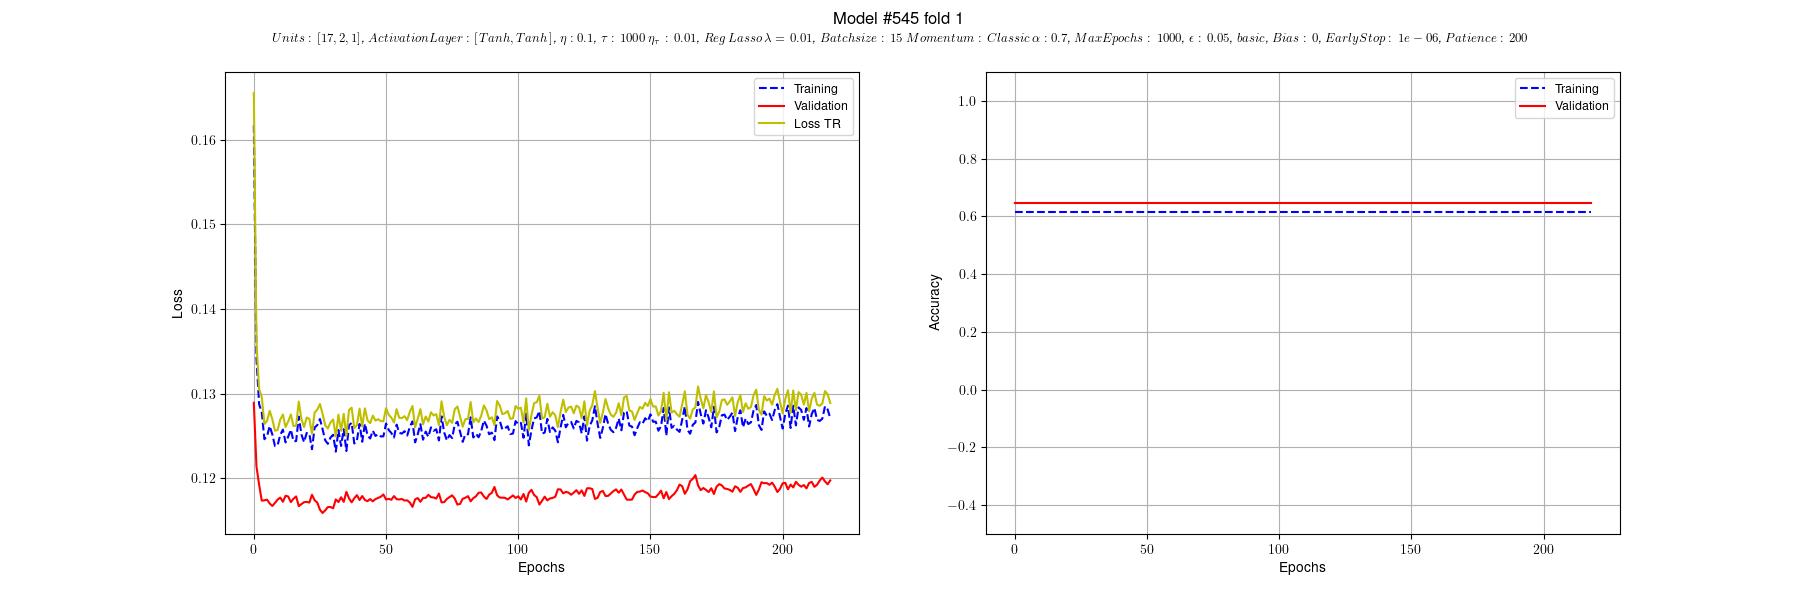 Model #545 fold 1
Units : [17, 2, 1], ActivationLayer : [Tanh, Tanh], η : 0.1, τ : 1000 η_τ : 0.01, Reg Lasso λ = 0.01, Batchsize : 15 Momentum : Classic α : 0.7, MaxEpochs : 1000, ϵ : 0.05, basic, Bias : 0, EarlyStop : 1e − 06, Patience : 200
Training
Validation
Loss TR
0.16
0.15
0.14
0.13
0.12
Loss
0 50 100 150 200
Epochs
Training
Validation
1.0
0.8
0.6
0.4
0.2
0.0
−0.2
−0.4
Accuracy
0 50 100 150 200
Epochs